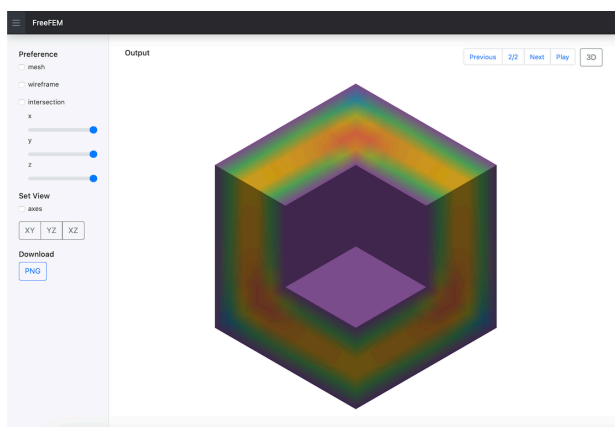 FreeFEM
Preference
mesh
wireframe
intersection
x
y
z
Set View
axes
XY YZ XZ
Download
PNG
Output
Previous 2/2 Next Play 3D